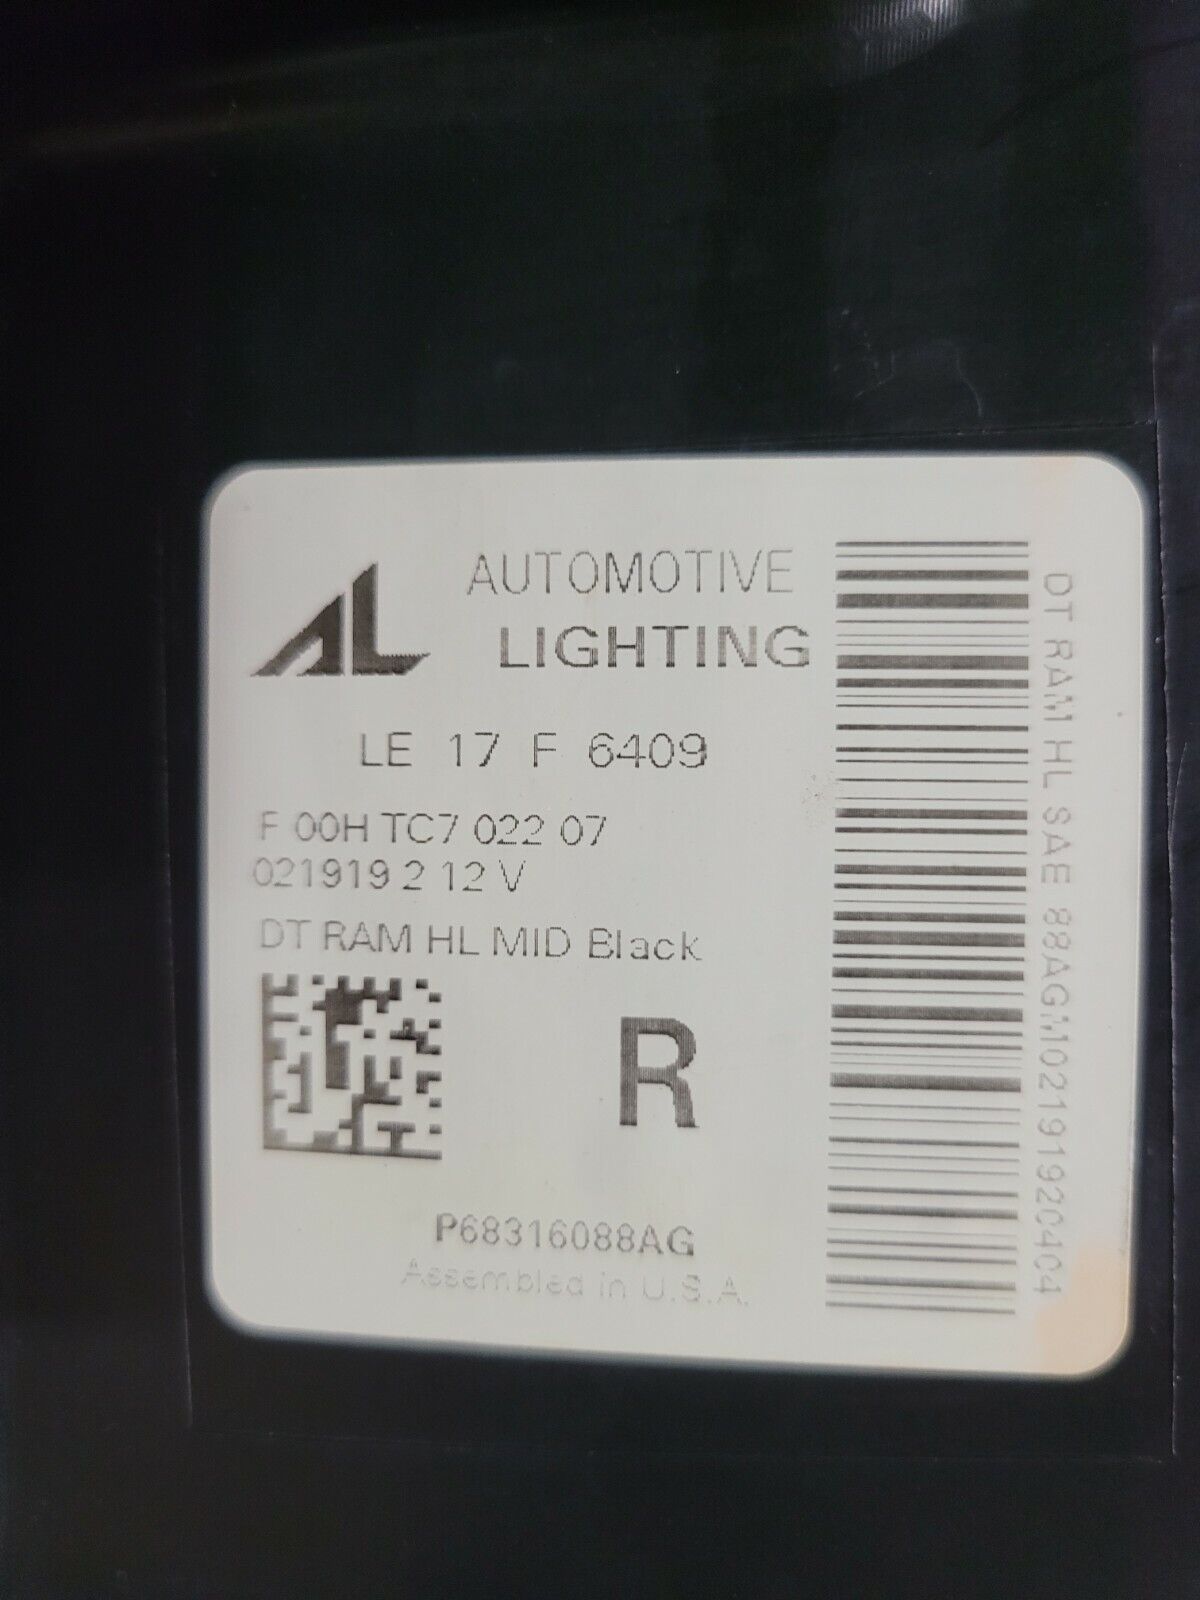 AL
AUTOMOTIVE
LIGHTING
LE 17 F 6409
F 00H TC7 022 07
021919 2 12 V
DT RAM HL MID Black
R
P68316088AG
Assembled in U.S.A.
DT RAM HL SAE 88AGM0219192C404